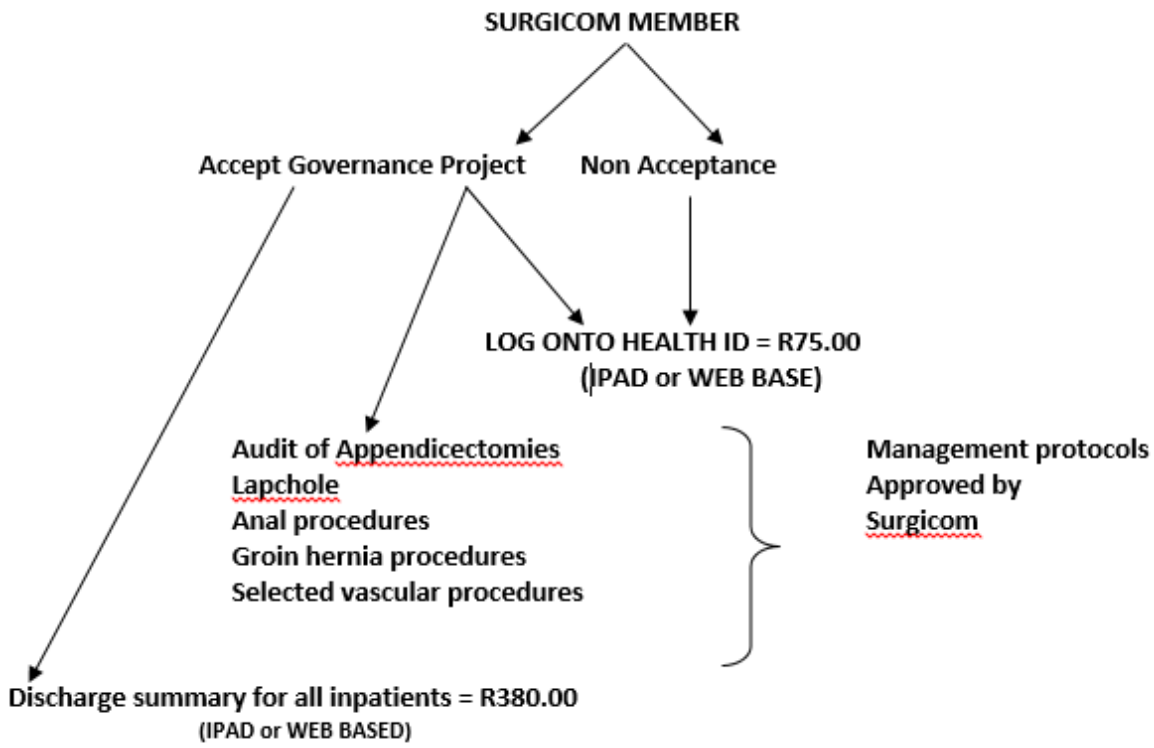 SURGICOM MEMBER
Accept Governance Project
Non Acceptance
LOG ONTO HEALTH ID = R75.00
(IPAD or WEB BASE)
Audit of Appendicectomies
Lapchole
Anal procedures
Groin hernia procedures
Selected vascular procedures
Management protocols
Approved by
Surgicom
Discharge summary for all inpatients = R380.00
(IPAD or WEB BASED)